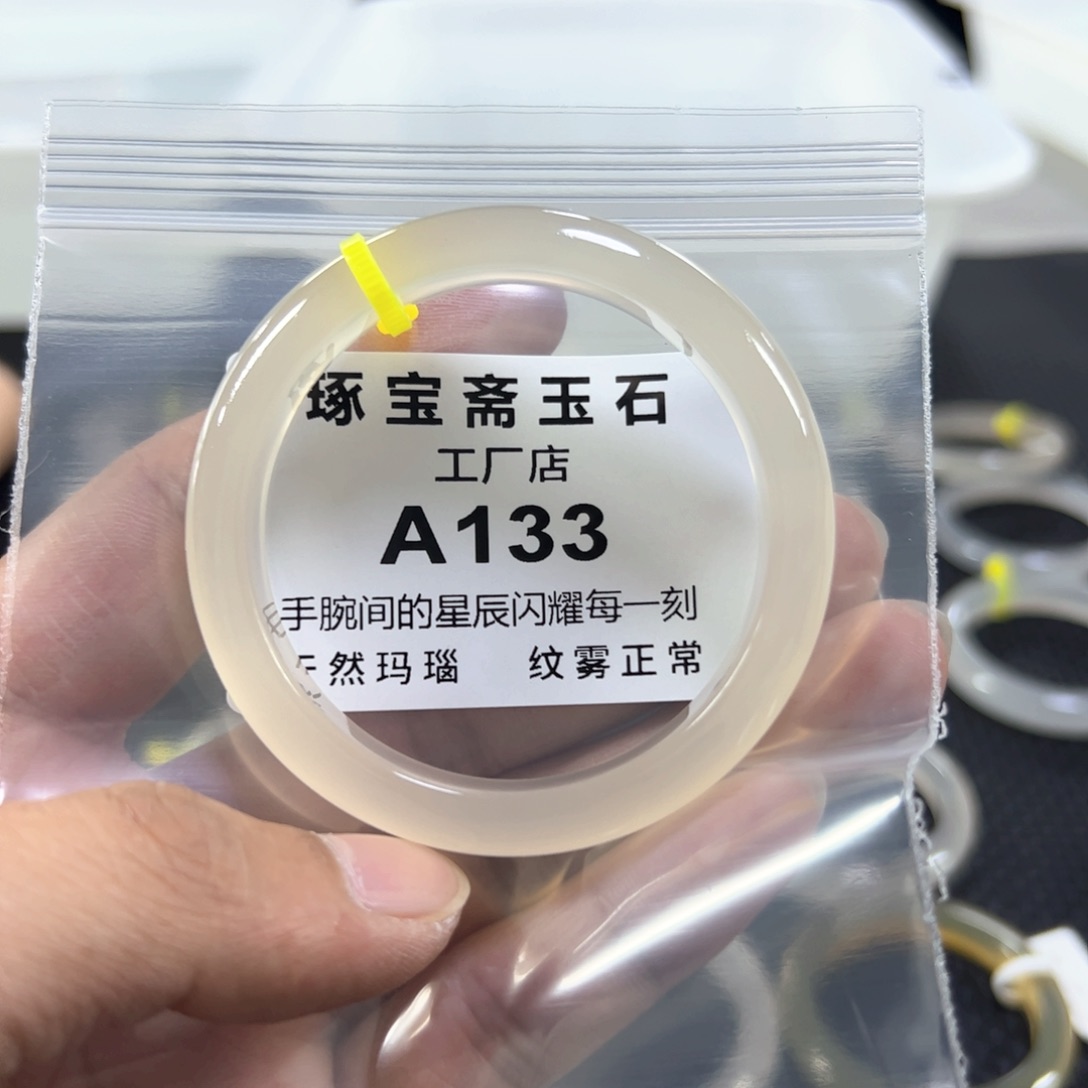 琢宝斋玉石
工厂店
A133
手腕间的星辰闪耀每一刻
天然玛瑙 纹雾正常